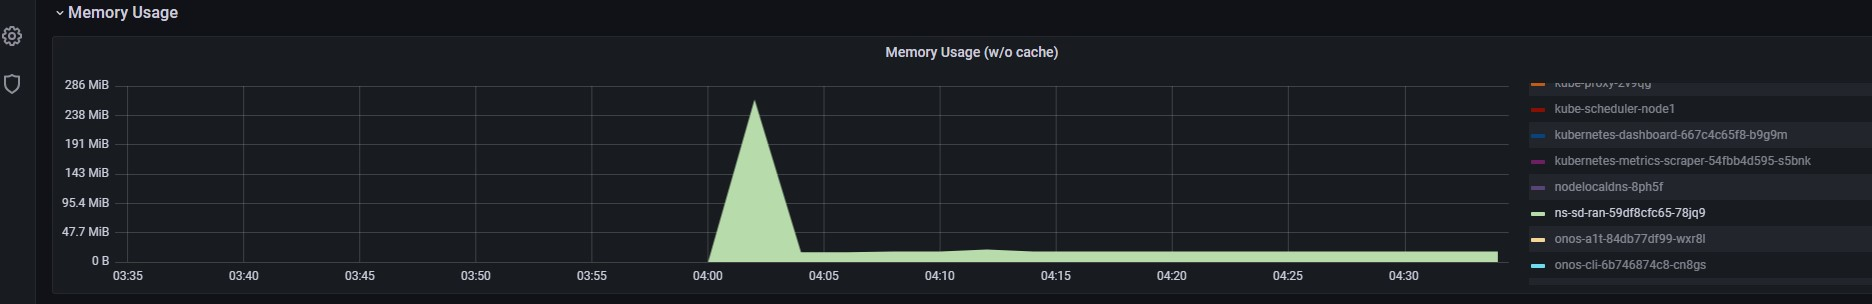 Memory Usage
Memory Usage (w/o cache)
286 MiB
238 MiB
191 MiB
143 MiB
95.4 MiB
47.7 MiB
0 B
03:35 03:40 03:45 03:50 03:55 04:00 04:05 04:10 04:15 04:20 04:25 04:30
kube-proxy-2v9qg
kube-scheduler-node1
kubernetes-dashboard-667c4c65f8-b9g9m
kubernetes-metrics-scraper-54fbb4d595-s5bnk
nodelocaldns-8ph5f
ns-sd-ran-59df8cfc65-78jq9
onos-a1t-84db77df99-wxr8l
onos-cli-6b746874c8-cn8gs